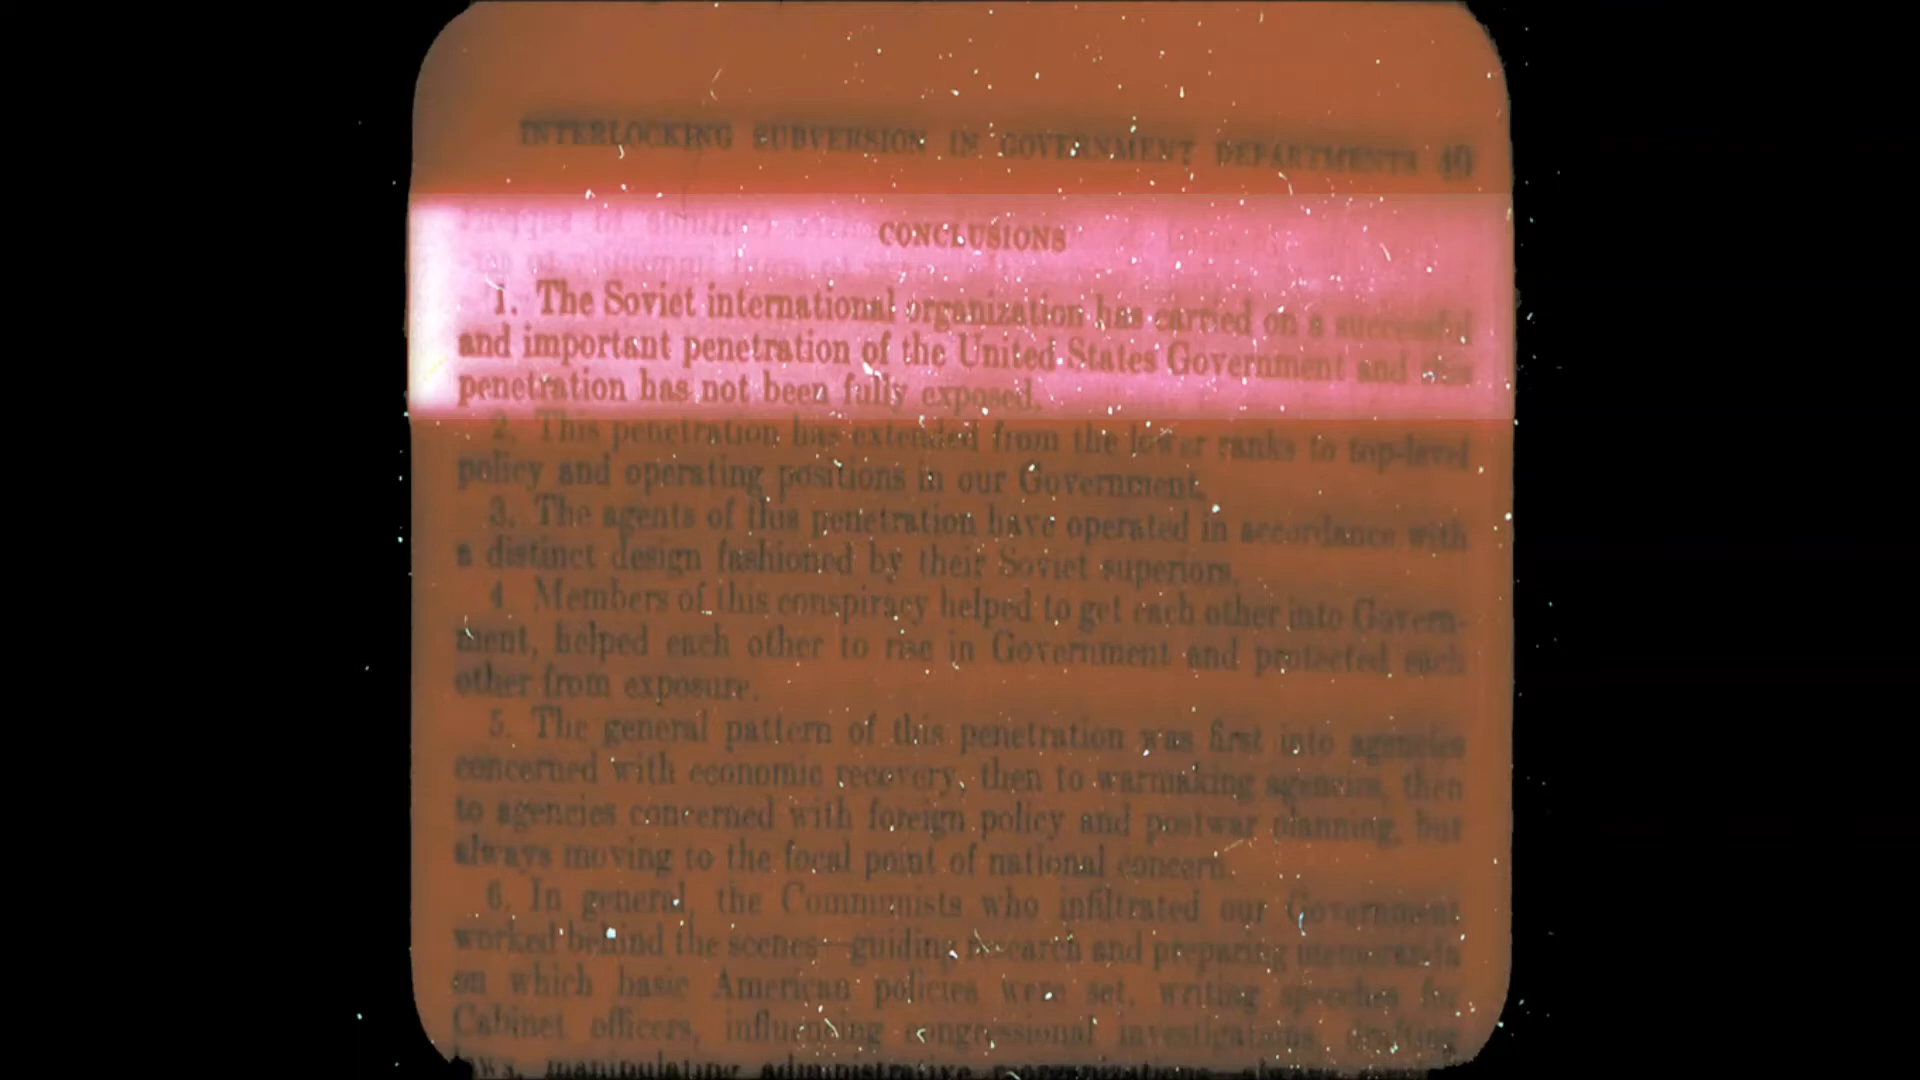 INTERLOCKING SUBVERSION IN GOVERNMENT DEPARTMENTS 49
CONCLUSIONS
1. The Soviet international organization has carried on a successful
and important penetration of the United States Government and this
penetration has not been fully exposed.
2. This penetration has extended from the lower ranks to top-level
policy and operating positions in our Government.
3. The agents of this penetration have operated in accordance with
a distinct design fashioned by their Soviet superiors.
4. Members of this conspiracy helped to get each other into Govern-
ment, helped each other to rise in Government and protected each
other from exposure.
5. The general pattern of this penetration was first into agencies
concerned with economic recovery, then to warmaking agencies, then
to agencies concerned with foreign policy and postwar planning, but
always moving to the focal point of national concern.
6. In general, the Communists who infiltrated our Government
worked behind the scenes—guiding research and preparing memoranda
on which basic American policies were set, writing speeches for
Cabinet officers, influencing congressional investigations, drafting
laws, manipulating administrative reorganizations